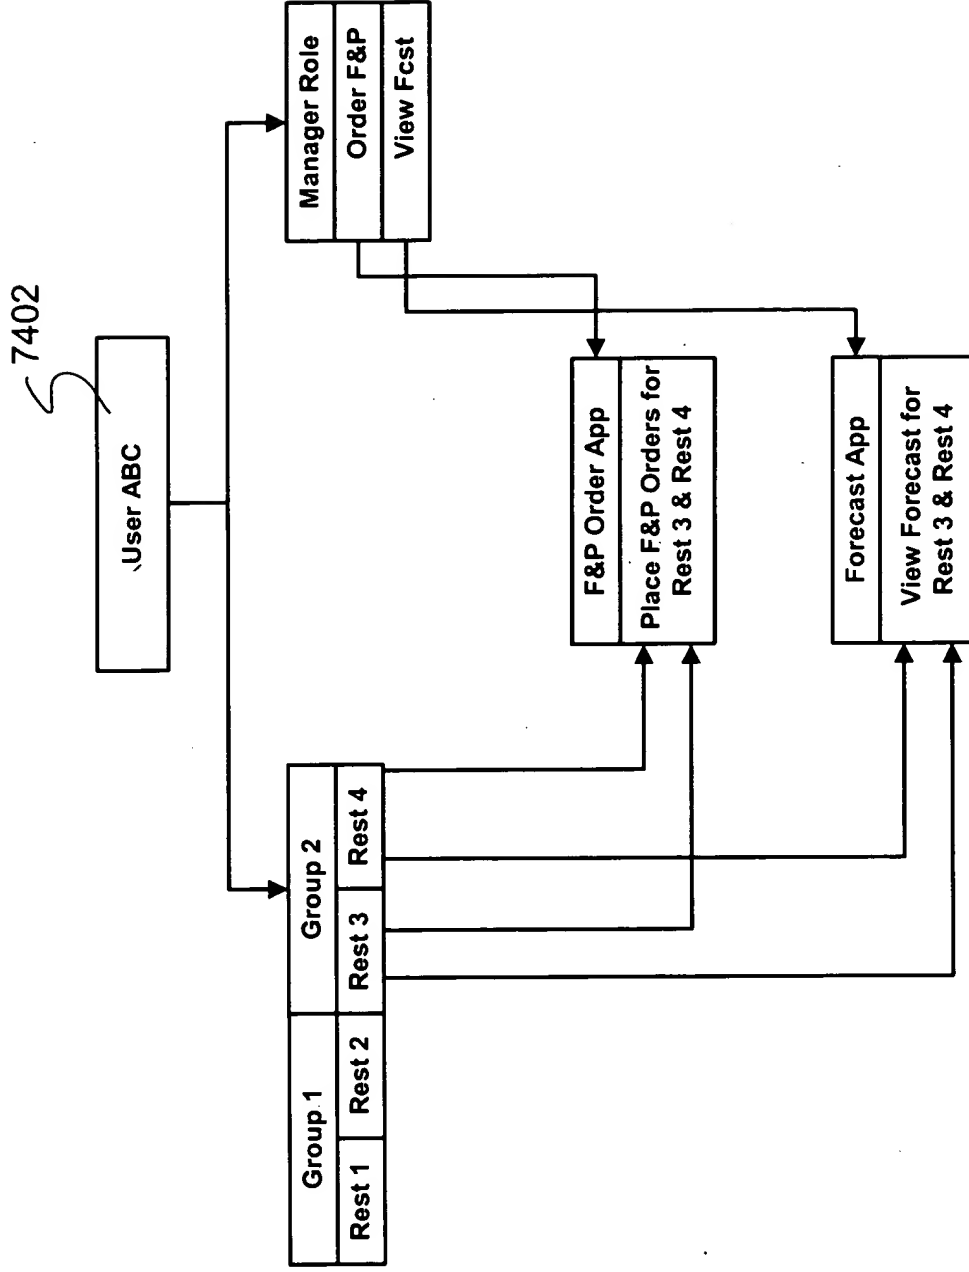 7402
User ABC
Group 1
Group 2
Rest 1
Rest 2
Rest 3
Rest 4
Manager Role
Order F&P
View Fcst
F&P Order App
Place F&P Orders for
Rest 3 & Rest 4
Forecast App
View Forecast for
Rest 3 & Rest 4